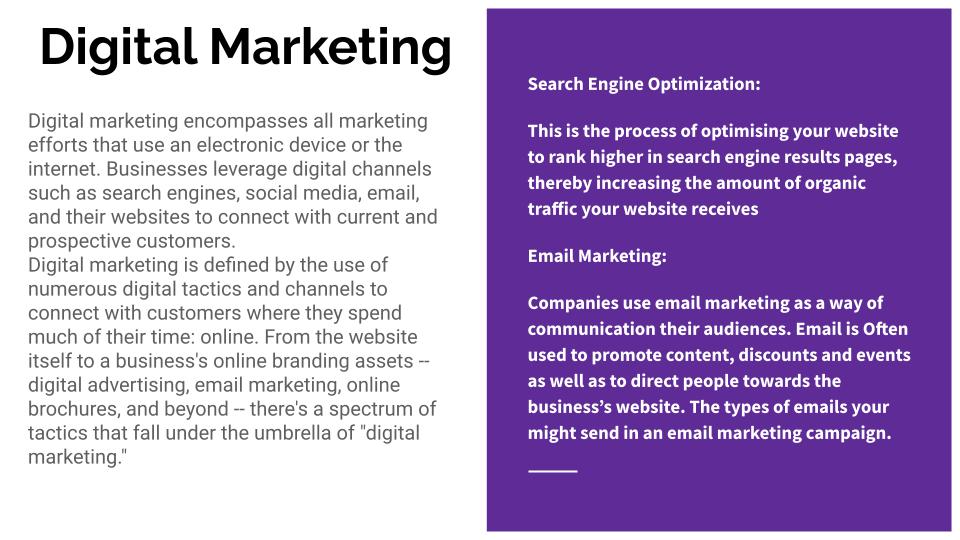 Digital Marketing
Digital marketing encompasses all marketing
efforts that use an electronic device or the
internet. Businesses leverage digital channels
such as search engines, social media, email,
and their websites to connect with current and
prospective customers.
Digital marketing is defined by the use of
numerous digital tactics and channels to
connect with customers where they spend
much of their time: online. From the website
itself to a business's online branding assets --
digital advertising, email marketing, online
brochures, and beyond -- there's a spectrum of
tactics that fall under the umbrella of "digital
marketing."
Search Engine Optimization:
This is the process of optimising your website
to rank higher in search engine results pages,
thereby increasing the amount of organic
traffic your website receives
Email Marketing:
Companies use email marketing as a way of
communication their audiences. Email is Often
used to promote content, discounts and events
as well as to direct people towards the
business’s website. The types of emails your
might send in an email marketing campaign.